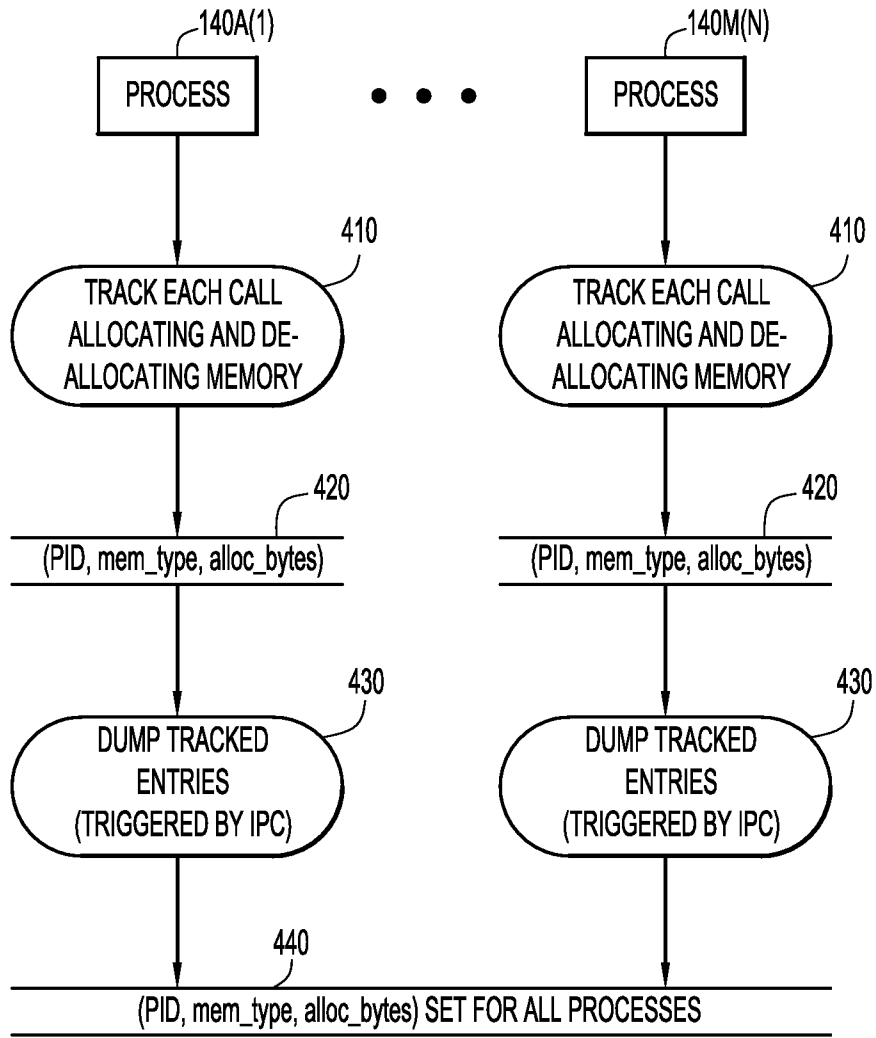 140A(1)
140M(N)
PROCESS
PROCESS
410
410
TRACK EACH CALL
ALLOCATING AND DE-
ALLOCATING MEMORY
TRACK EACH CALL
ALLOCATING AND DE-
ALLOCATING MEMORY
420
420
(PID, mem_type, alloc_bytes)
(PID, mem_type, alloc_bytes)
430
430
DUMP TRACKED
ENTRIES
(TRIGGERED BY IPC)
DUMP TRACKED
ENTRIES
(TRIGGERED BY IPC)
440
(PID, mem_type, alloc_bytes) SET FOR ALL PROCESSES